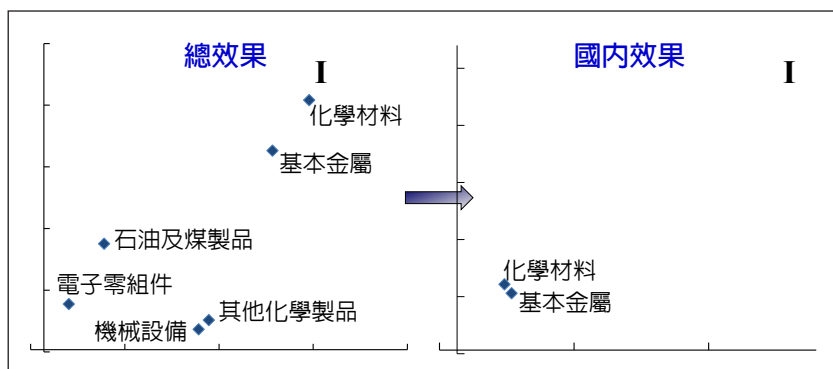 總效果
I
化學材料
基本金屬
石油及煤製品
電子零組件
其他化學製品
機械設備
國内效果
I
化學材料
基本金屬